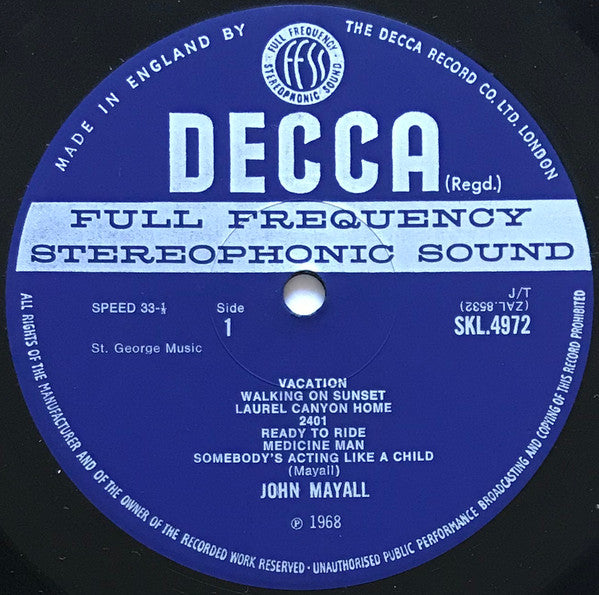 MADE IN ENGLAND BY THE DECCA RECORD CO. LTD. LONDON
FULL FREQUENCY · STEREOPHONIC SOUND ·
FFSS
DECCA (Regd.)
FULL FREQUENCY
STEREOPHONIC SOUND
SPEED 33-⅓
Side
1
St. George Music
J/T
(ZAL.8532)
SKL.4972
VACATION
WALKING ON SUNSET
LAUREL CANYON HOME
2401
READY TO RIDE
MEDICINE MAN
SOMEBODY'S ACTING LIKE A CHILD
(Mayall)
JOHN MAYALL
℗ 1968
ALL RIGHTS OF THE MANUFACTURER AND OF THE OWNER OF THE RECORDED WORK RESERVED · UNAUTHORISED PUBLIC PERFORMANCE BROADCASTING AND COPYING OF THIS RECORD PROHIBITED